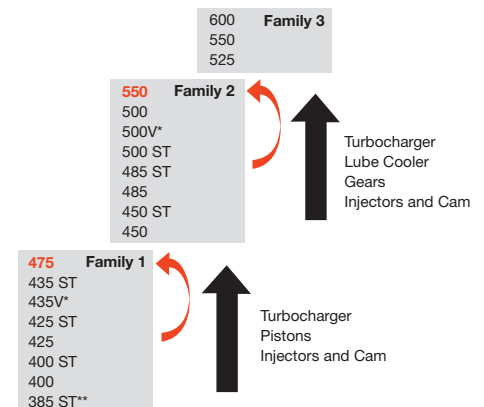 600 Family 3
550
525
550 Family 2
500
500V*
500 ST
485 ST
485
450 ST
450
Turbocharger
Lube Cooler
Gears
Injectors and Cam
475 Family 1
435 ST
435V*
425 ST
425
400 ST
400
385 ST**
Turbocharger
Pistons
Injectors and Cam